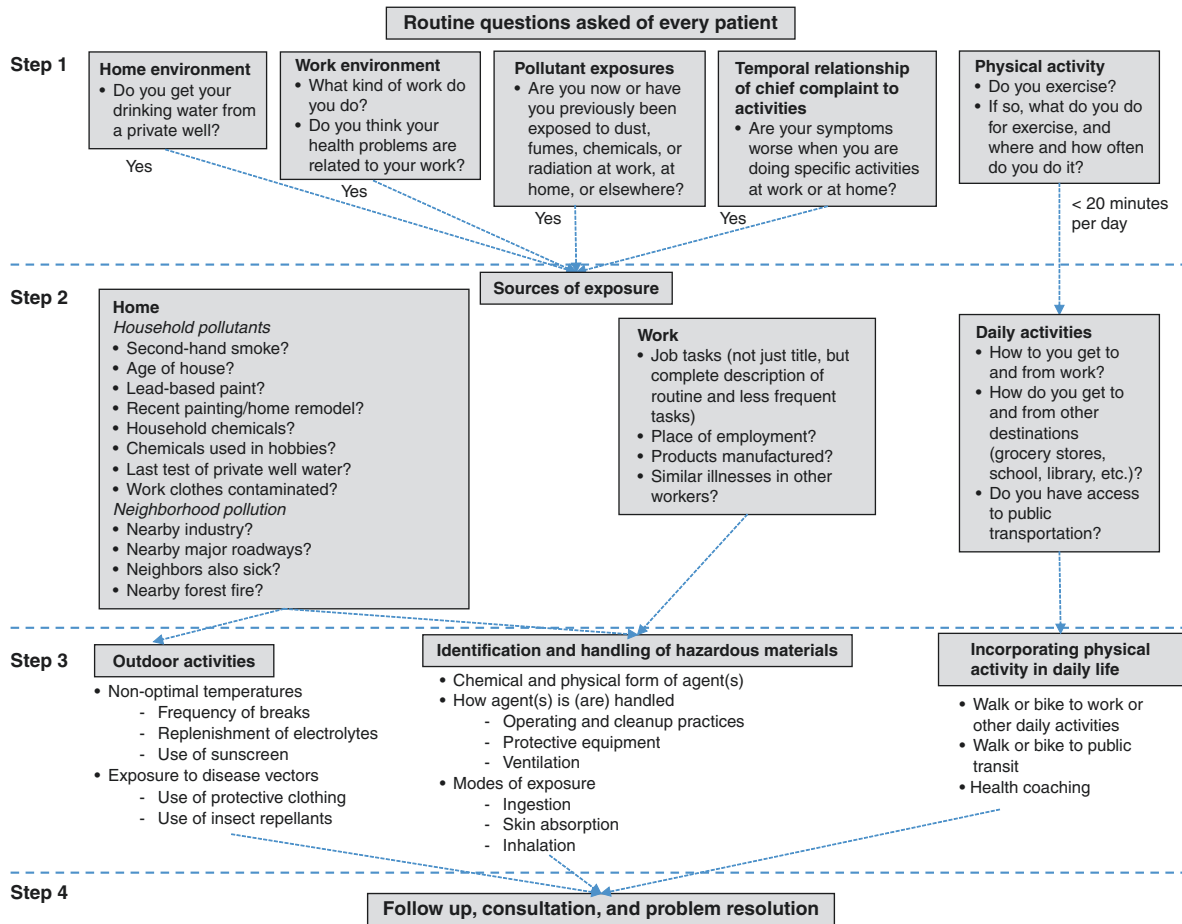 Routine questions asked of every patient
Step 1
Home environment
• Do you get your
drinking water from
a private well?
Yes
Work environment
• What kind of work do
you do?
• Do you think your
health problems are
related to your work?
Yes
Pollutant exposures
• Are you now or have
you previously been
exposed to dust,
fumes, chemicals, or
radiation at work, at
home, or elsewhere?
Yes
Temporal relationship
of chief complaint to
activities
• Are your symptoms
worse when you are
doing specific activities
at work or at home?
Yes
Physical activity
• Do you exercise?
• If so, what do you do
for exercise, and
where and how often
do you do it?
< 20 minutes
per day
Step 2
Sources of exposure
Home
Household pollutants
• Second-hand smoke?
• Age of house?
• Lead-based paint?
• Recent painting/home remodel?
• Household chemicals?
• Chemicals used in hobbies?
• Last test of private well water?
• Work clothes contaminated?
Neighborhood pollution
• Nearby industry?
• Nearby major roadways?
• Neighbors also sick?
• Nearby forest fire?
Work
• Job tasks (not just title, but
complete description of
routine and less frequent
tasks)
• Place of employment?
• Products manufactured?
• Similar illnesses in other
workers?
Daily activities
• How to you get to
and from work?
• How do you get to
and from other
destinations
(grocery stores,
school, library, etc.)?
• Do you have access
to public
transportation?
Step 3
Outdoor activities
• Non-optimal temperatures
- Frequency of breaks
- Replenishment of electrolytes
- Use of sunscreen
• Exposure to disease vectors
- Use of protective clothing
- Use of insect repellants
Identification and handling of hazardous materials
• Chemical and physical form of agent(s)
• How agent(s) is (are) handled
- Operating and cleanup practices
- Protective equipment
- Ventilation
• Modes of exposure
- Ingestion
- Skin absorption
- Inhalation
Incorporating physical
activity in daily life
• Walk or bike to work or
other daily activities
• Walk or bike to public
transit
• Health coaching
Step 4
Follow up, consultation, and problem resolution